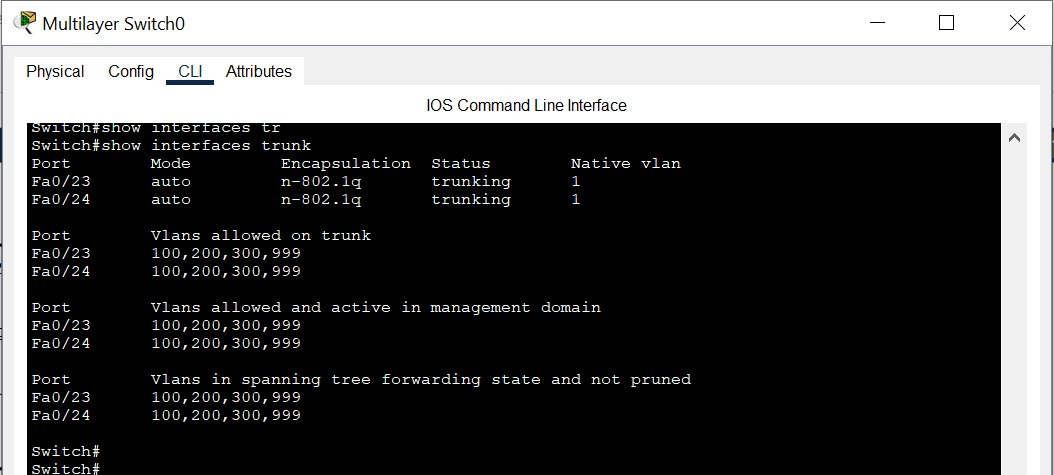 Multilayer Switch0
Physical Config CLI Attributes
IOS Command Line Interface
Switch#show interfaces tr
Switch#show interfaces trunk
Port Mode Encapsulation Status Native vlan
Fa0/23 auto n-802.1q trunking 1
Fa0/24 auto n-802.1q trunking 1
Port Vlans allowed on trunk
Fa0/23 100,200,300,999
Fa0/24 100,200,300,999
Port Vlans allowed and active in management domain
Fa0/23 100,200,300,999
Fa0/24 100,200,300,999
Port Vlans in spanning tree forwarding state and not pruned
Fa0/23 100,200,300,999
Fa0/24 100,200,300,999
Switch#
Switch#